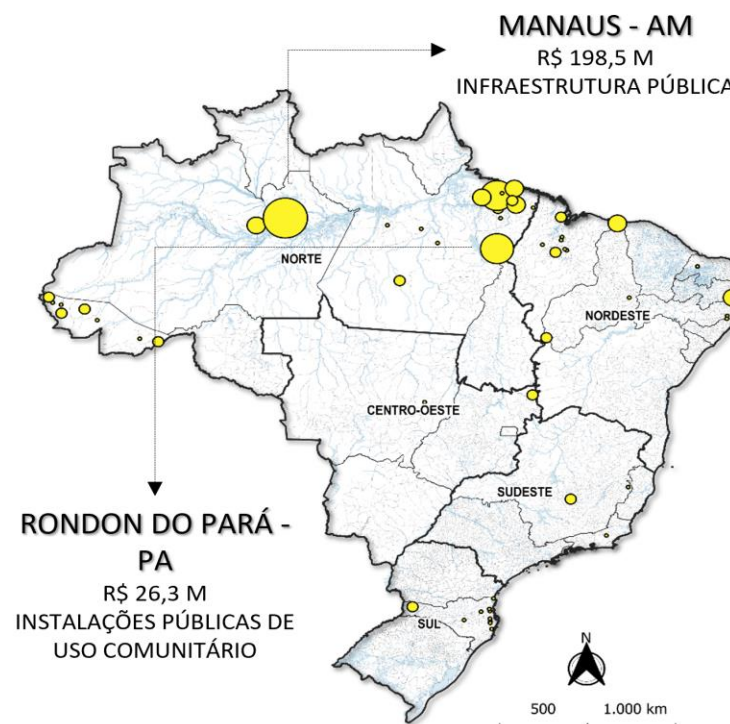 MANAUS - AM
R$ 198,5 M
INFRAESTRUTURA PÚBLICA
NORTE
NORDESTE
CENTRO-OESTE
SUDESTE
SUL
RONDON DO PARÁ -
PA
R$ 26,3 M
INSTALAÇÕES PÚBLICAS DE
USO COMUNITÁRIO
N
500 1.000 km